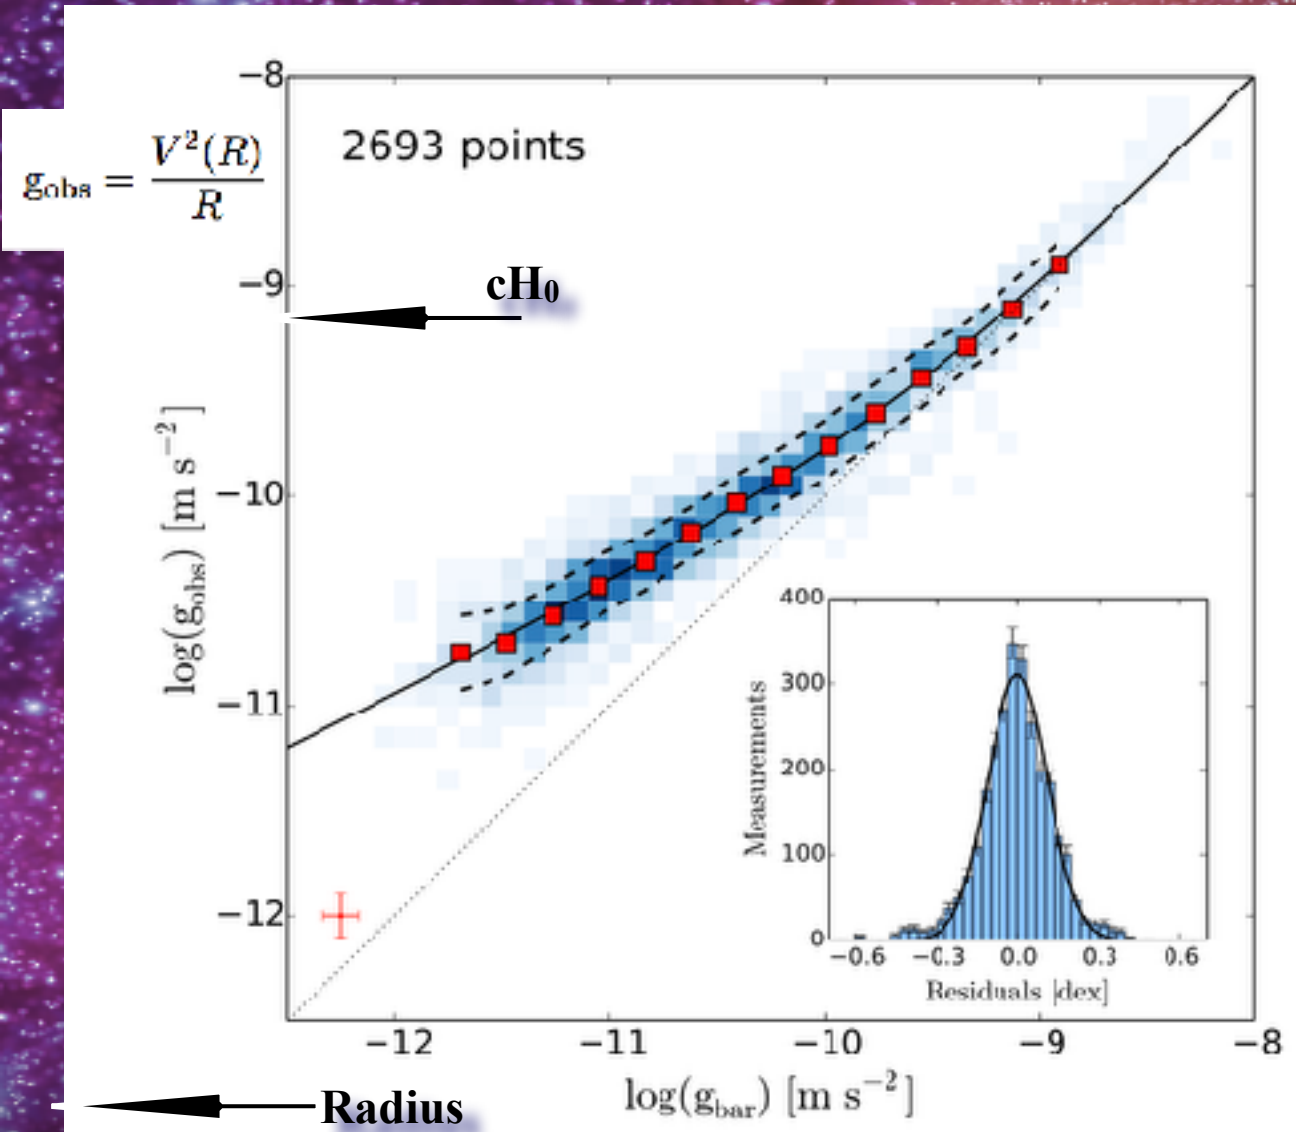 −8
2693 points
g_obs = V²(R) / R
cH₀
−9
log(g_obs) [m s⁻²]
−10
−11
−12
400
300
200
100
0
Measurements
−0.6 −0.3 0.0 0.3 0.6
Residuals [dex]
−12 −11 −10 −9 −8
log(g_bar) [m s⁻²]
Radius